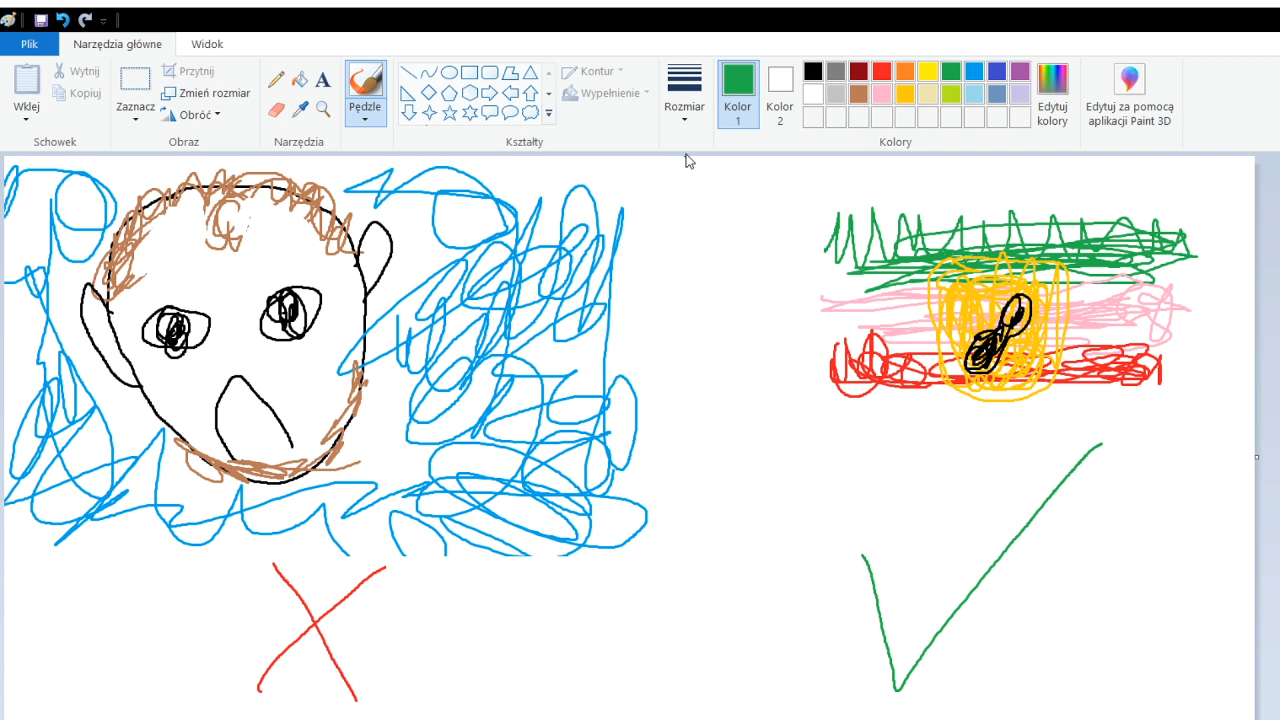 Plik Narzędzia główne Widok
Wklej
Wytnij
Kopiuj
Schowek
Zaznacz
Przytnij
Zmień rozmiar
Obróć
Obraz
A
Narzędzia
Pędzle
Kontur
Wypełnienie
Kształty
Rozmiar
Kolor
1
Kolor
2
Edytuj
kolory
Kolory
Edytuj za pomocą
aplikacji Paint 3D